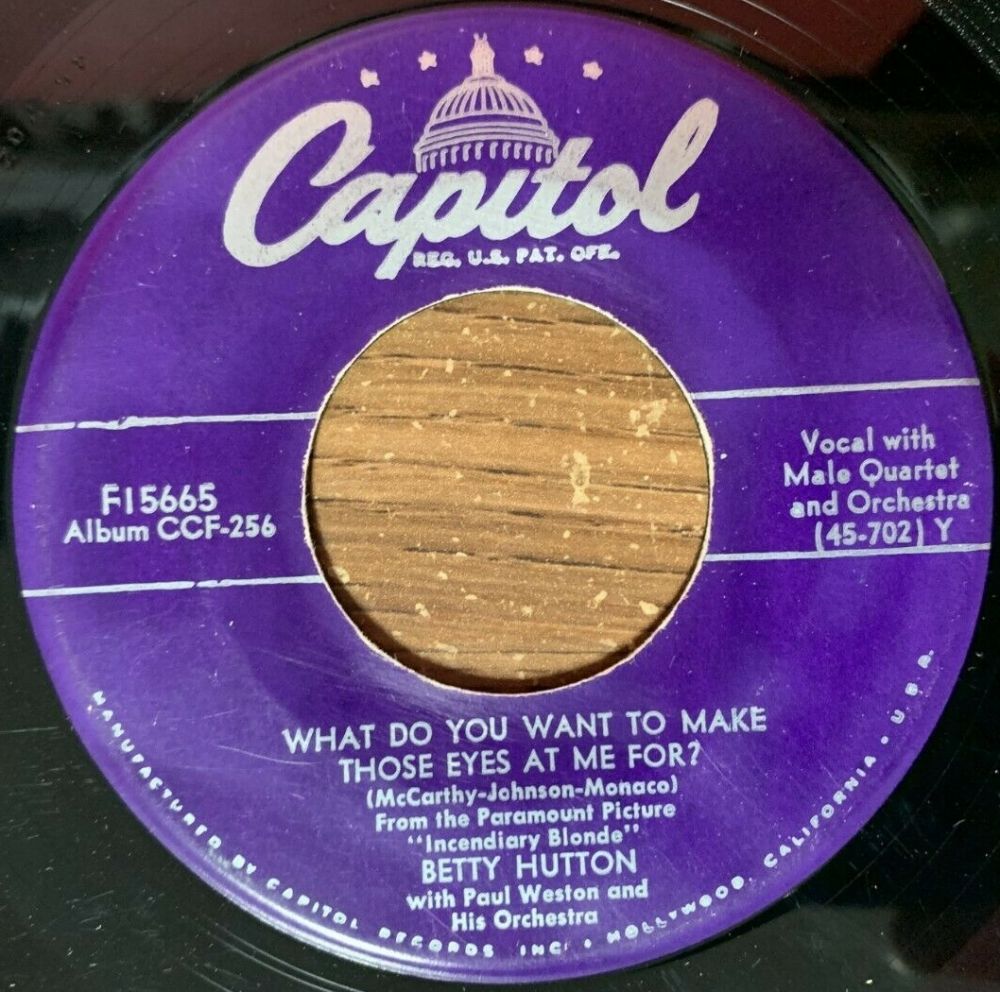 Capitol
REG. U.S. PAT. OFF.
F15665
Album CCF-256
Vocal with
Male Quartet
and Orchestra
(45-702) Y
WHAT DO YOU WANT TO MAKE
THOSE EYES AT ME FOR?
(McCarthy-Johnson-Monaco)
From the Paramount Picture
"Incendiary Blonde"
BETTY HUTTON
with Paul Weston and
His Orchestra
MANUFACTURED BY CAPITOL RECORDS INC. • HOLLYWOOD, CALIFORNIA • U.S.A.